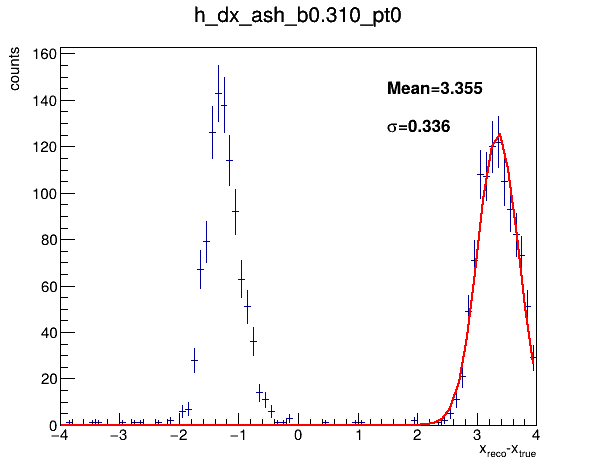 h_dx_ash_b0.310_pt0
counts
160
140
120
100
80
60
40
20
0
Mean=3.355
σ=0.336
−4 −3 −2 −1 0 1 2 3 4
x_reco-x_true